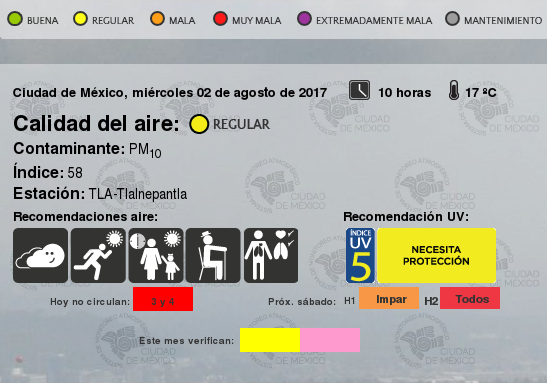 BUENA REGULAR MALA MUY MALA EXTREMADAMENTE MALA MANTENIMIENTO
Ciudad de México, miércoles 02 de agosto de 2017 10 horas 17 ºC
Calidad del aire: REGULAR
Contaminante: PM10
Índice: 58
Estación: TLA-Tlalnepantla
Recomendaciones aire: Recomendación UV:
ÍNDICE UV 5 NECESITA PROTECCIÓN
Hoy no circulan: 3 y 4 Próx. sábado: H1 Impar H2 Todos
Este mes verifican:
CIUDAD DE MÉXICO